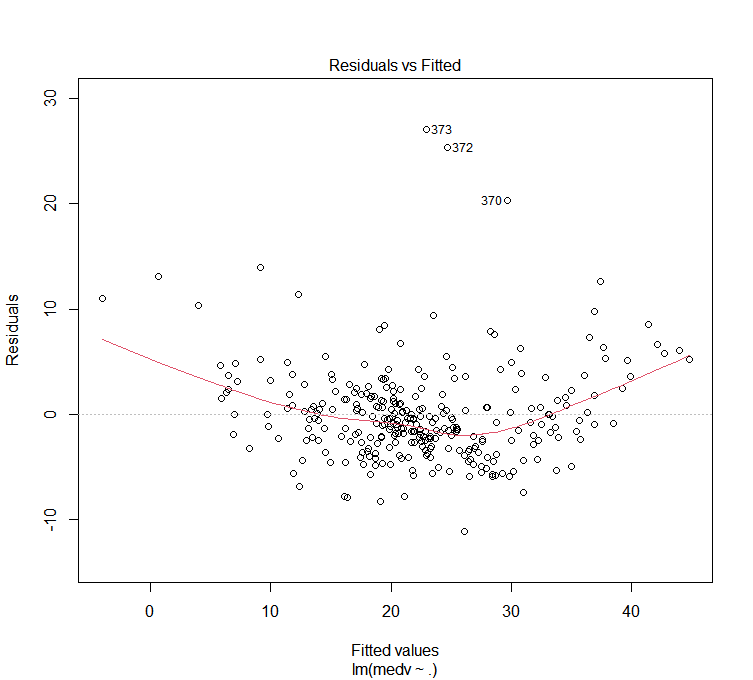 Residuals vs Fitted
30
20
10
0
-10
Residuals
373
372
370
0 10 20 30 40
Fitted values
lm(medv ~ .)